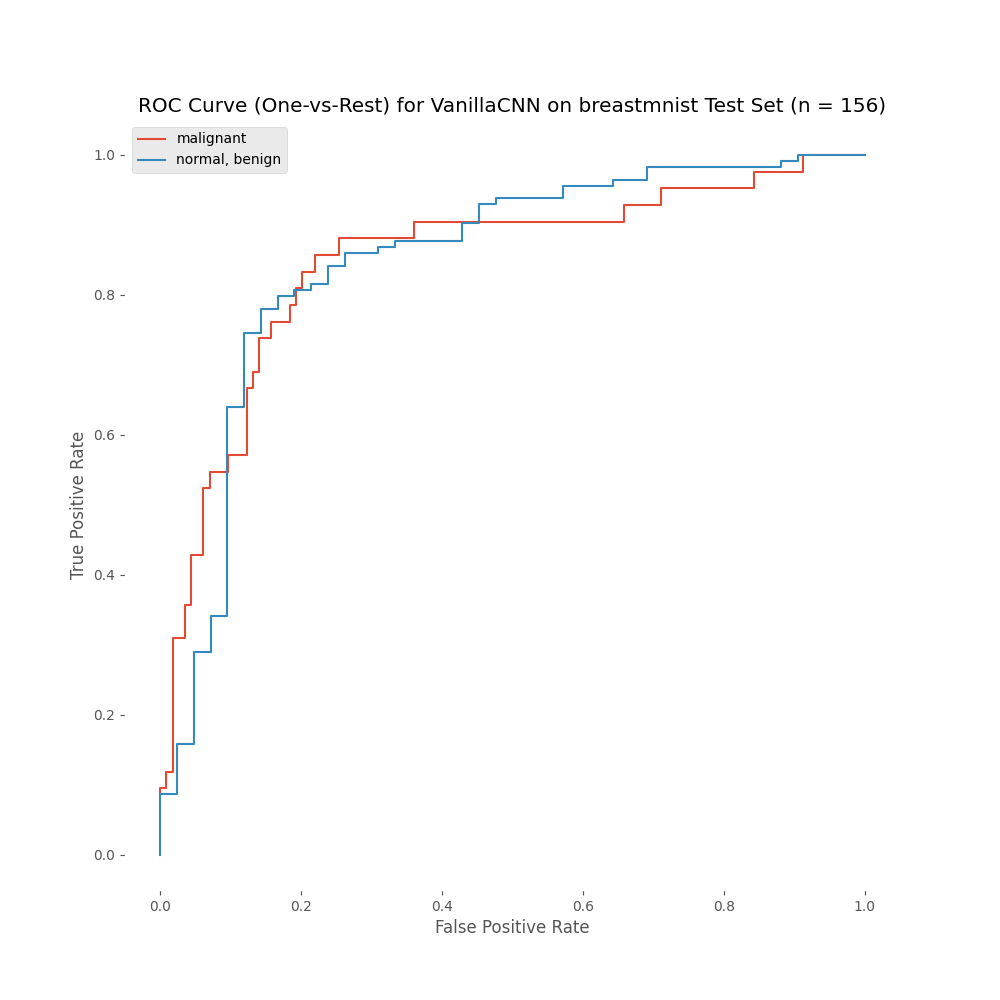 ROC Curve (One-vs-Rest) for VanillaCNN on breastmnist Test Set (n = 156)
malignant
normal, benign
1.0
0.8
0.6
0.4
0.2
0.0
True Positive Rate
0.0 0.2 0.4 0.6 0.8 1.0
False Positive Rate